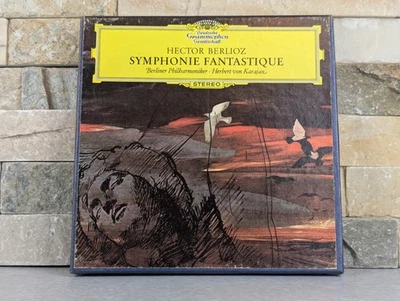 Deutsche
Grammophon
Gesellschaft
HECTOR BERLIOZ
SYMPHONIE FANTASTIQUE
Berliner Philharmoniker · Herbert von Karajan
STEREO